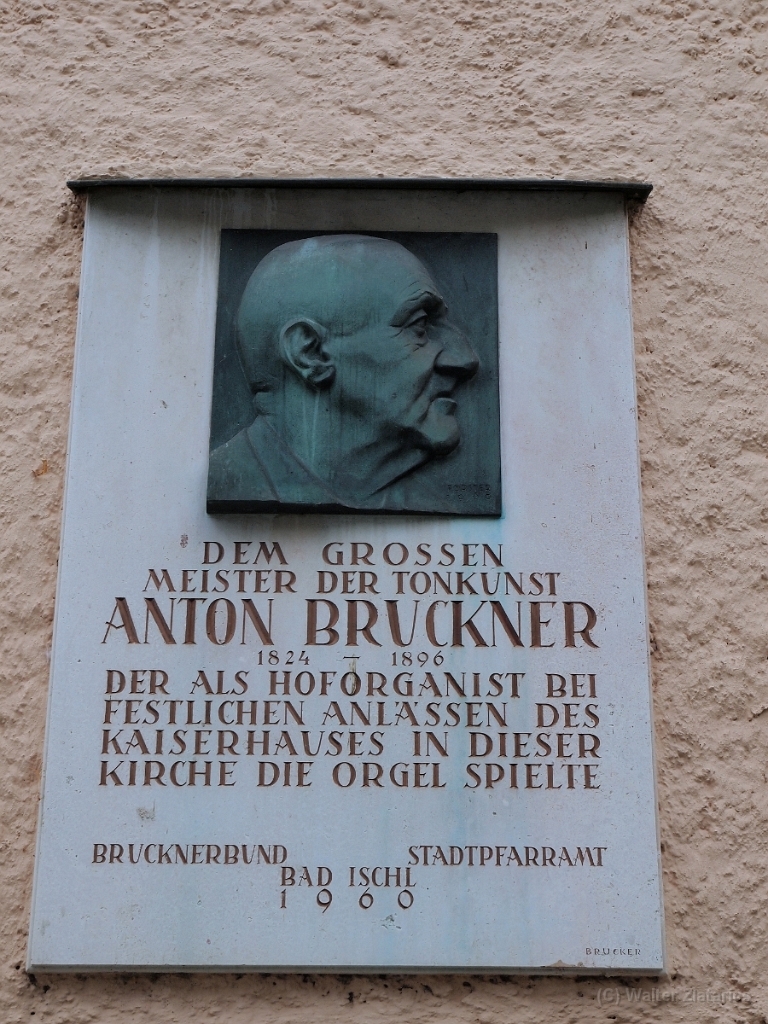 DEM GROSSEN
MEISTER DER TONKUNST
ANTON BRUCKNER
1824 – 1896
DER ALS HOFORGANIST BEI
FESTLICHEN ANLÄSSEN DES
KAISERHAUSES IN DIESER
KIRCHE DIE ORGEL SPIELTE
BRUCKNERBUND STADTPFARRAMT
BAD ISCHL
1960
BRUCKER
(C) Walter